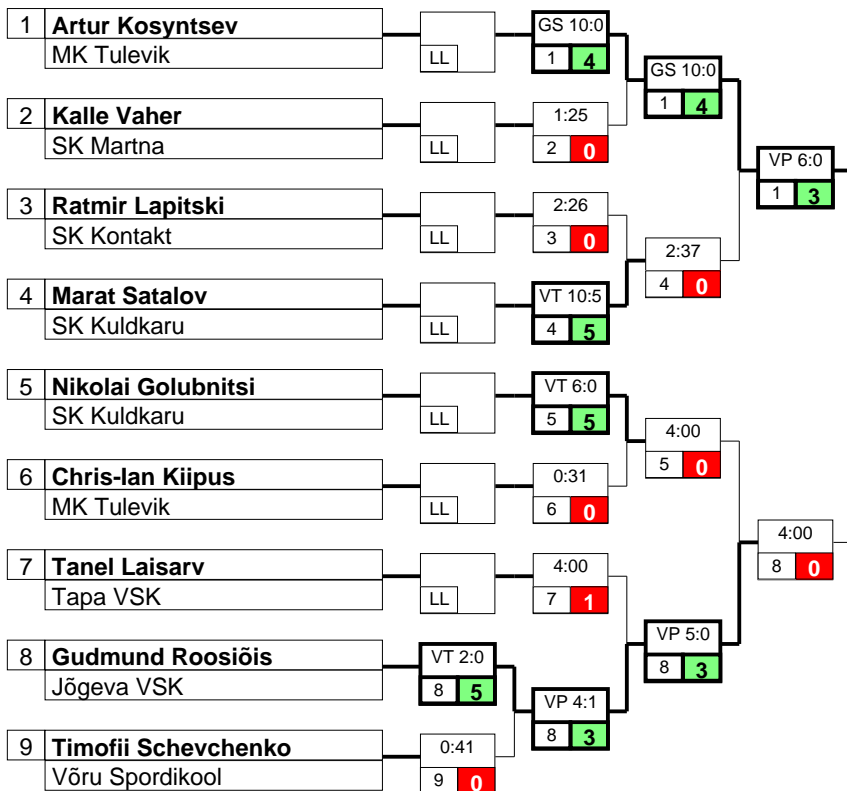 1 Artur Kosyntsev
MK Tulevik
LL
GS 10:0
1 4
GS 10:0
1 4
2 Kalle Vaher
SK Martna
LL
1:25
2 0
VP 6:0
1 3
3 Ratmir Lapitski
SK Kontakt
LL
2:26
3 0
2:37
4 0
4 Marat Satalov
SK Kuldkaru
LL
VT 10:5
4 5
5 Nikolai Golubnitsi
SK Kuldkaru
LL
VT 6:0
5 5
4:00
5 0
6 Chris-Ian Kiipus
MK Tulevik
LL
0:31
6 0
4:00
8 0
7 Tanel Laisarv
Tapa VSK
LL
4:00
7 1
VP 5:0
8 3
8 Gudmund Roosiõis
Jõgeva VSK
VT 2:0
8 5
VP 4:1
8 3
9 Timofii Schevchenko
Võru Spordikool
0:41
9 0